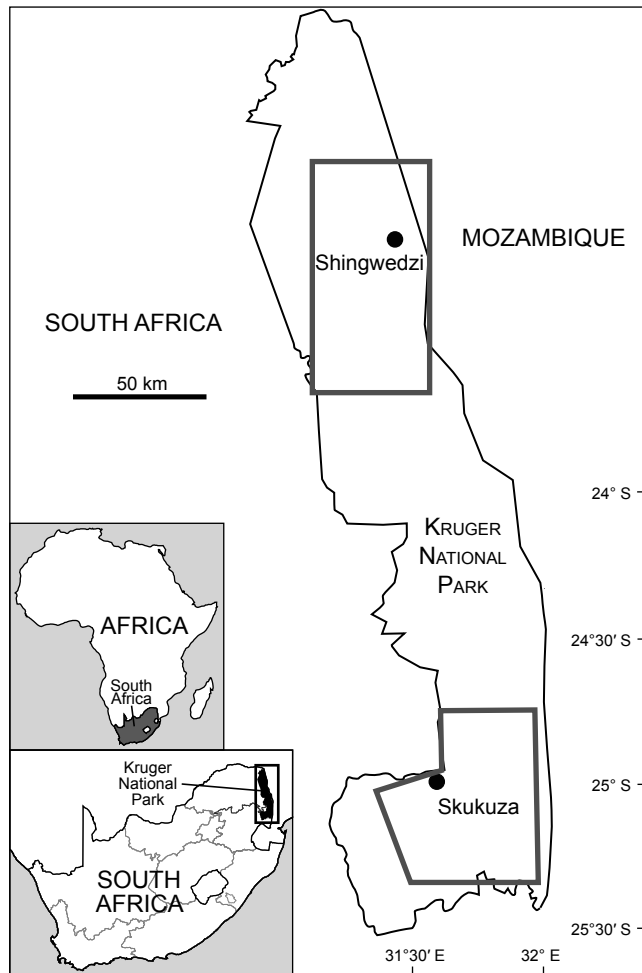 Shingwedzi
MOZAMBIQUE
SOUTH AFRICA
50 km
24° S
KRUGER
NATIONAL
PARK
24°30′ S
AFRICA
South
Africa
Kruger
National
Park
25° S
Skukuza
SOUTH
AFRICA
25°30′ S
31°30′ E
32° E